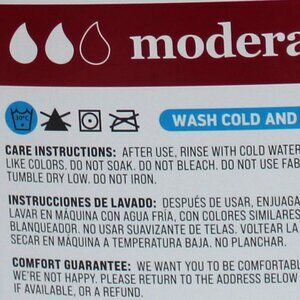 modera
30°C
WASH COLD AND
CARE INSTRUCTIONS: AFTER USE, RINSE WITH COLD WATER
LIKE COLORS. DO NOT SOAK. DO NOT BLEACH. DO NOT USE FAB
TUMBLE DRY LOW. DO NOT IRON.
INSTRUCCIONES DE LAVADO: DESPUÉS DE USAR, ENJUAGA
LAVAR EN MÁQUINA CON AGUA FRÍA, CON COLORES SIMILARES
BLANQUEADOR. NO USAR SUAVIZANTE DE TELAS. VOLTEAR LA
SECAR EN MÁQUINA A TEMPERATURA BAJA. NO PLANCHAR.
COMFORT GUARANTEE: WE WANT YOU TO BE COMFORTABLE
WE'RE NOT HAPPY. PLEASE RETURN TO THE ADDRESS BELOW
IF AVAILABLE, OR A REFUND.